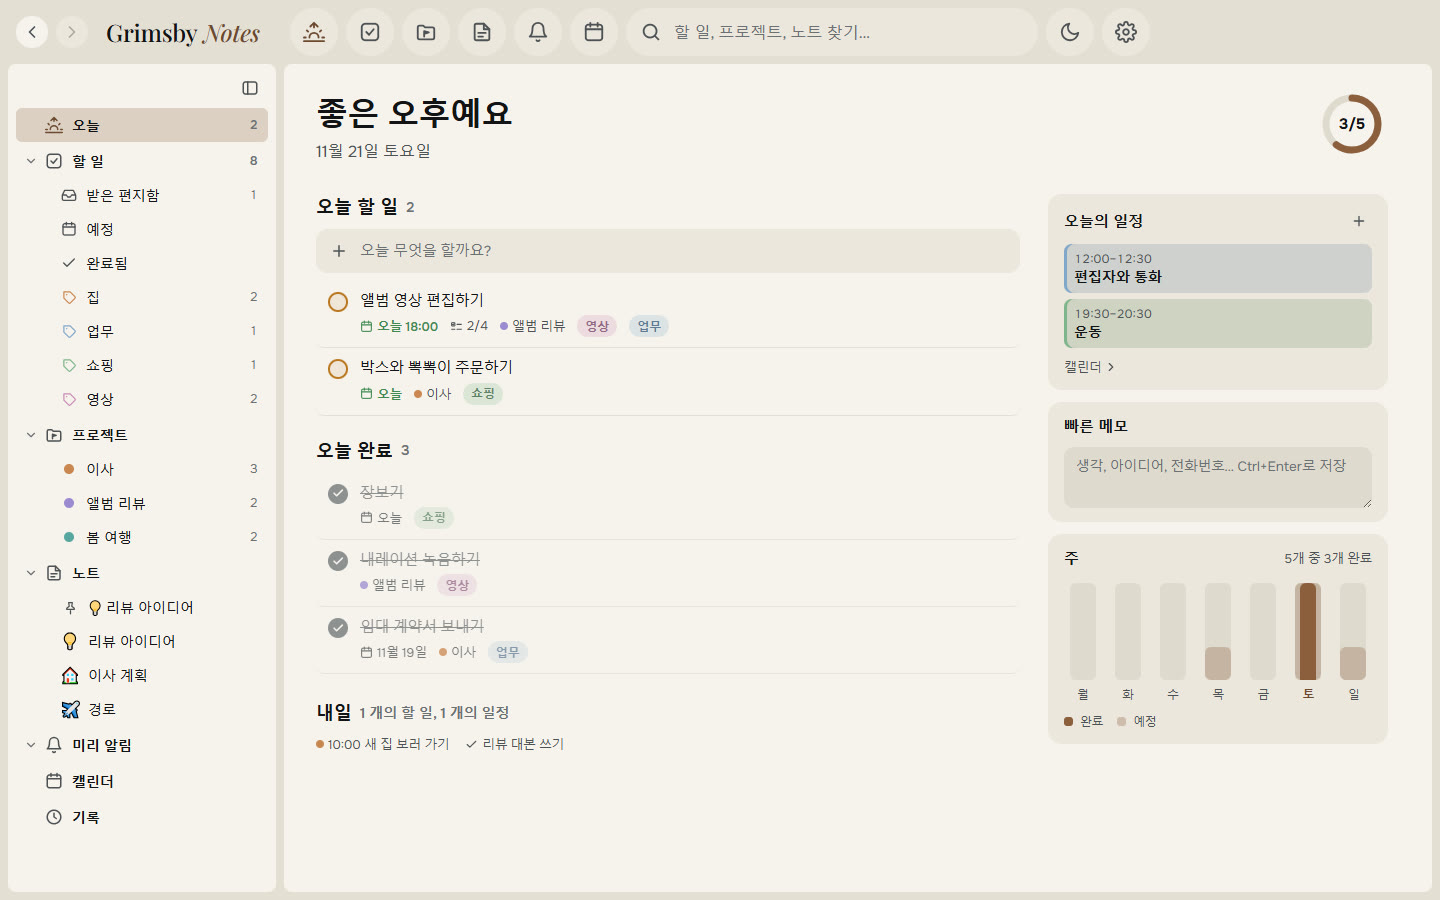 Grimsby Notes
할 일, 프로젝트, 노트 찾기...
오늘 2
할 일 8
받은 편지함 1
예정
완료됨
집 2
업무 1
쇼핑 1
영상 2
프로젝트
이사 3
앨범 리뷰 2
봄 여행 2
노트
리뷰 아이디어
리뷰 아이디어
이사 계획
경로
미리 알림
캘린더
기록
좋은 오후예요
11월 21일 토요일
3/5
오늘 할 일 2
오늘 무엇을 할까요?
앨범 영상 편집하기
오늘 18:00 2/4 앨범 리뷰 영상 업무
박스와 뽁뽁이 주문하기
오늘 이사 쇼핑
오늘 완료 3
장보기
오늘 쇼핑
내레이션 녹음하기
앨범 리뷰 영상
임대 계약서 보내기
11월 19일 이사 업무
내일 1 개의 할 일, 1 개의 일정
10:00 새 집 보러 가기 리뷰 대본 쓰기
오늘의 일정
12:00–12:30
편집자와 통화
19:30–20:30
운동
캘린더
빠른 메모
생각, 아이디어, 전화번호... Ctrl+Enter로 저장
주 5개 중 3개 완료
월 화 수 목 금 토 일
완료 예정